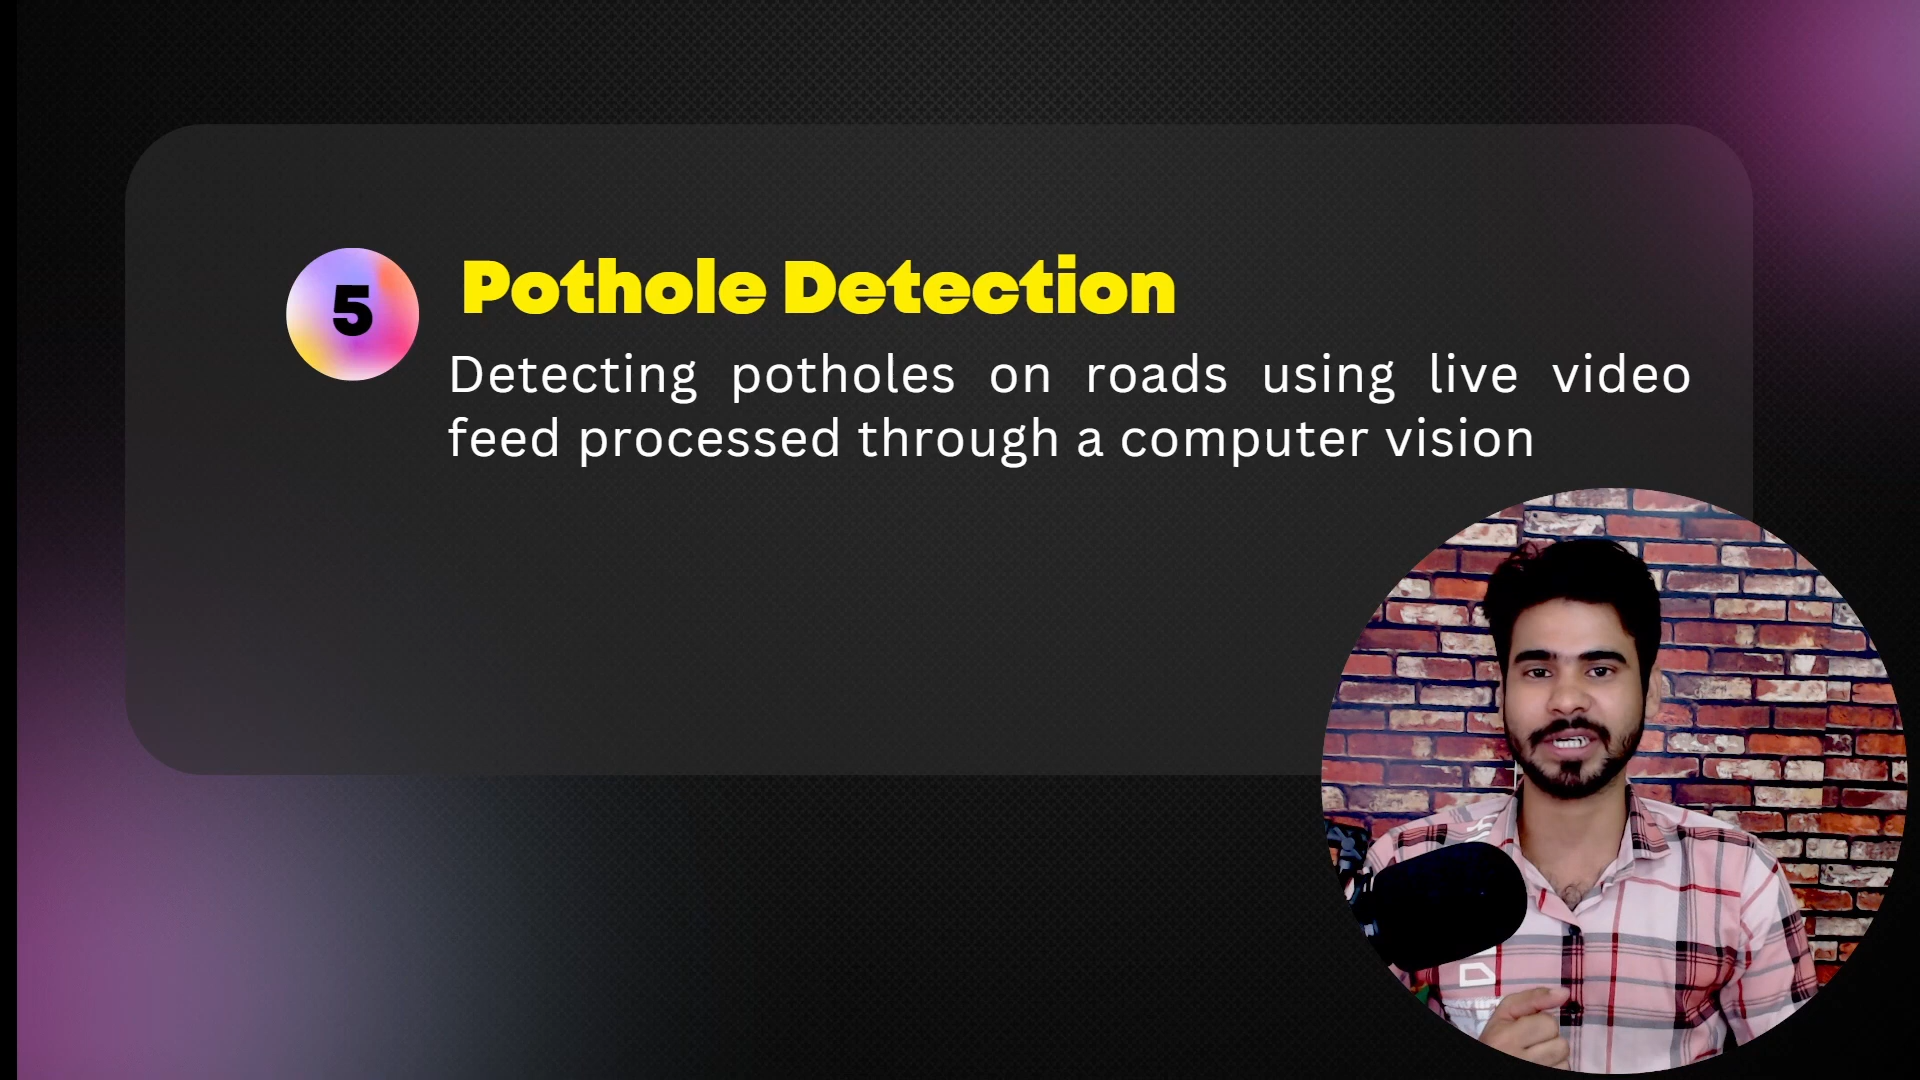 5
Pothole Detection
Detecting potholes on roads using live video
feed processed through a computer vision